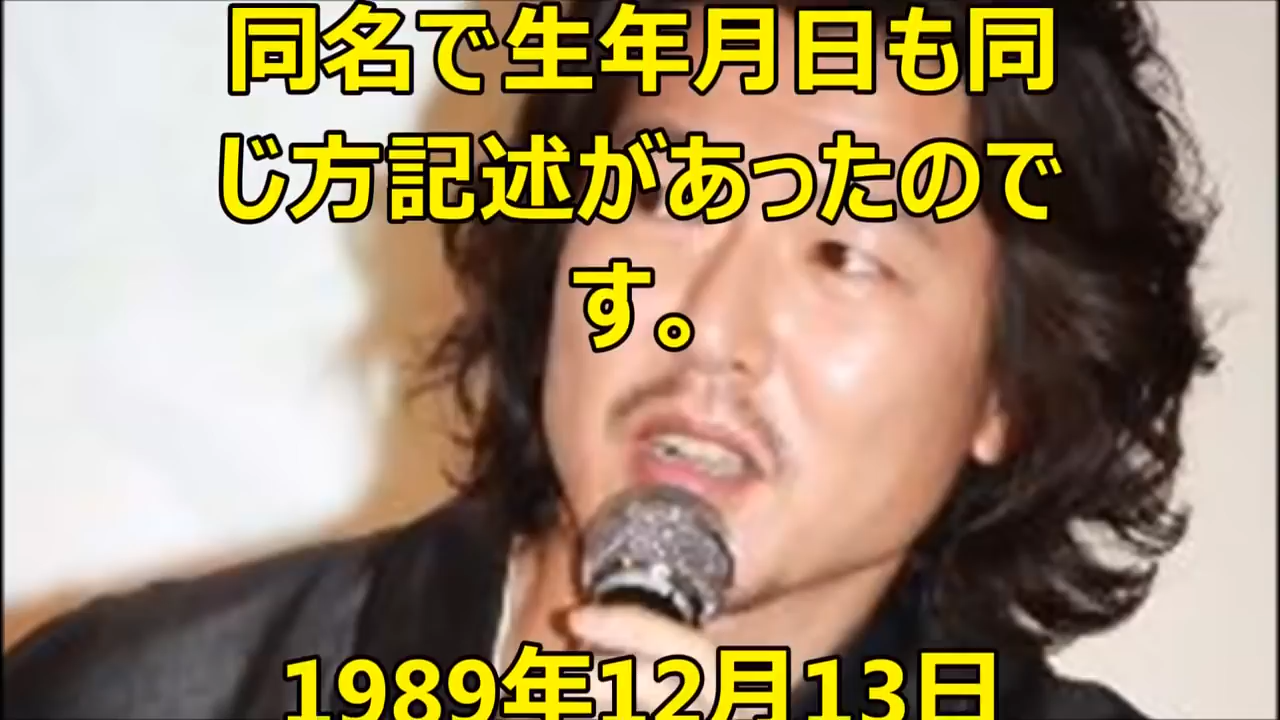 同名で生年月日も同
じ方記述があったので
す。
1989年12月13日